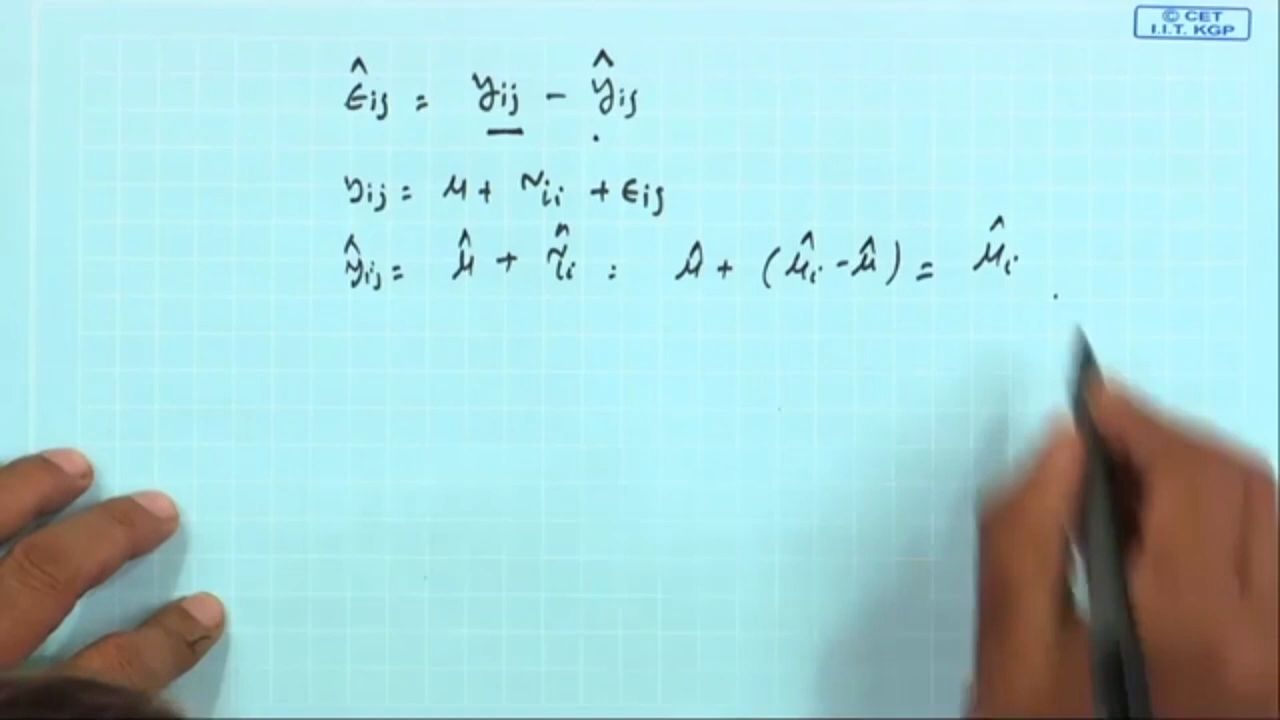 © CET
I.I.T. KGP
ε̂ij = yij - ŷij
yij = μ + τi + εij
ŷij = μ̂ + τ̂i = μ̂ + (μ̂i - μ̂) = μ̂i